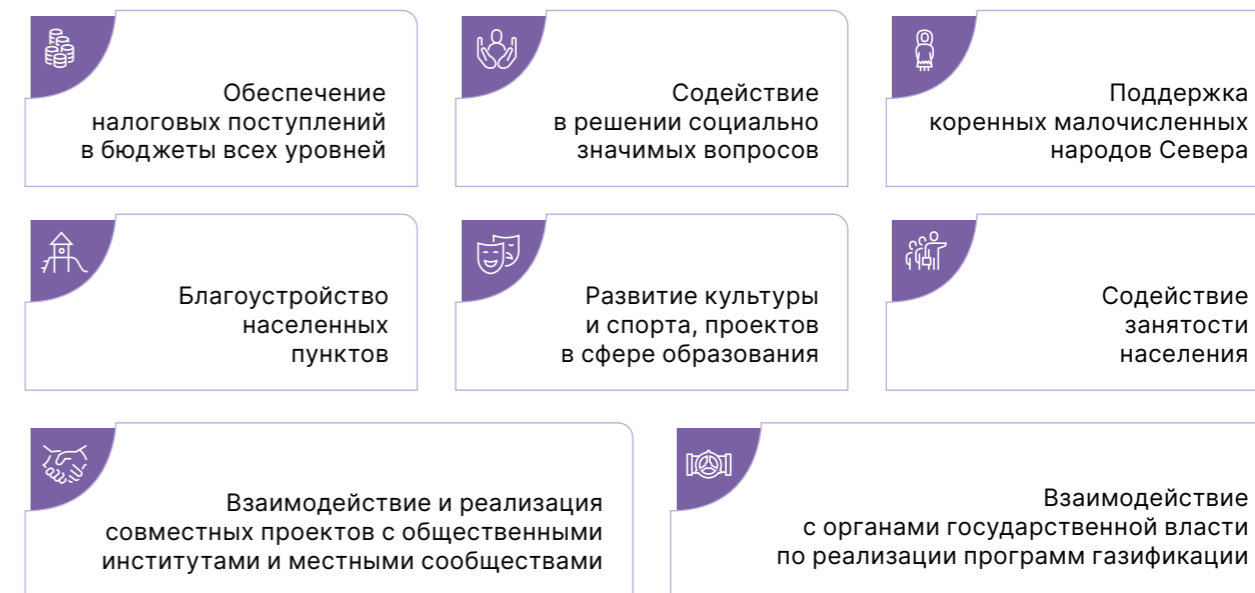 Обеспечение
налоговых поступлений
в бюджеты всех уровней
Содействие
в решении социально
значимых вопросов
Поддержка
коренных малочисленных
народов Севера
Благоустройство
населенных
пунктов
Развитие культуры
и спорта, проектов
в сфере образования
Содействие
занятости
населения
Взаимодействие и реализация
совместных проектов с общественными
институтами и местными сообществами
Взаимодействие
с органами государственной власти
по реализации программ газификации